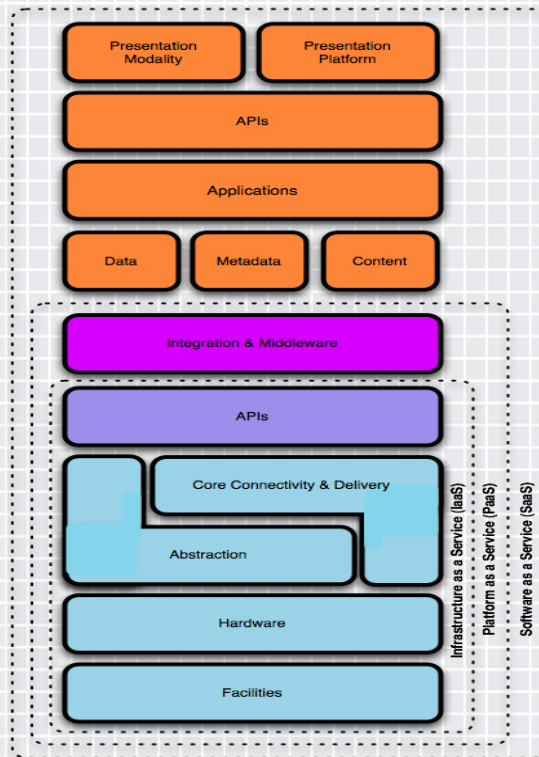 Presentation
Modality
Presentation
Platform
APIs
Applications
Data
Metadata
Content
Integration & Middleware
APIs
Core Connectivity & Delivery
Abstraction
Hardware
Facilities
Infrastructure as a Service (IaaS)
Platform as a Service (PaaS)
Software as a Service (SaaS)